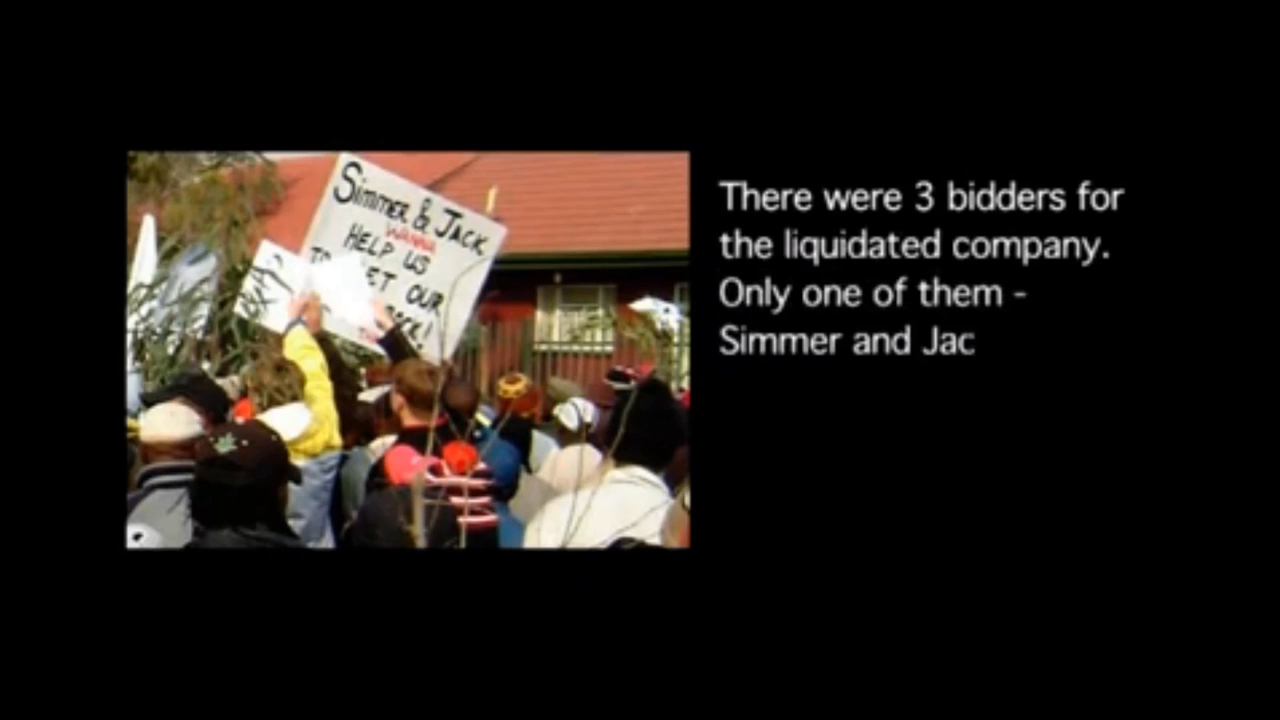 Simmer & Jack
WANNA
HELP US
OUR
There were 3 bidders for
the liquidated company.
Only one of them -
Simmer and Jac